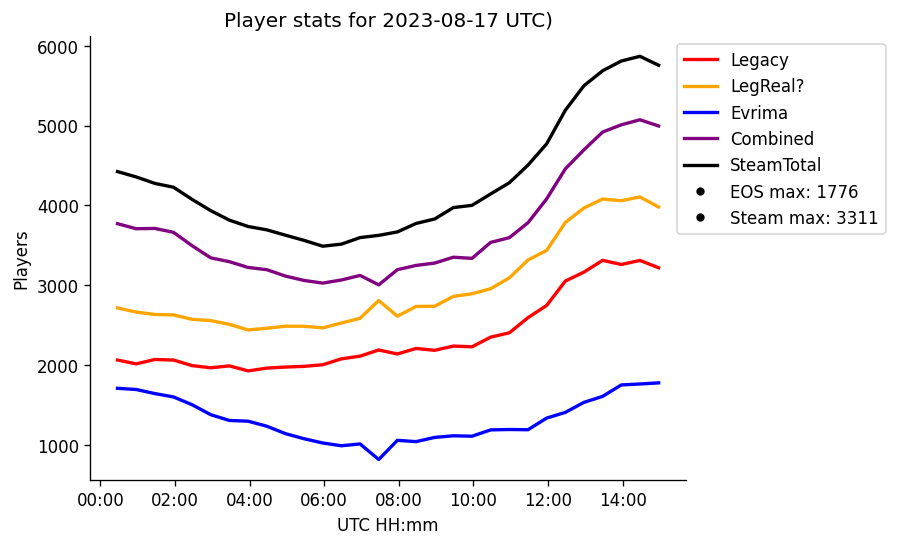 Player stats for 2023-08-17 UTC)
6000
5000
4000
3000
2000
1000
Players
00:00 02:00 04:00 06:00 08:00 10:00 12:00 14:00
UTC HH:mm
Legacy
LegReal?
Evrima
Combined
SteamTotal
EOS max: 1776
Steam max: 3311